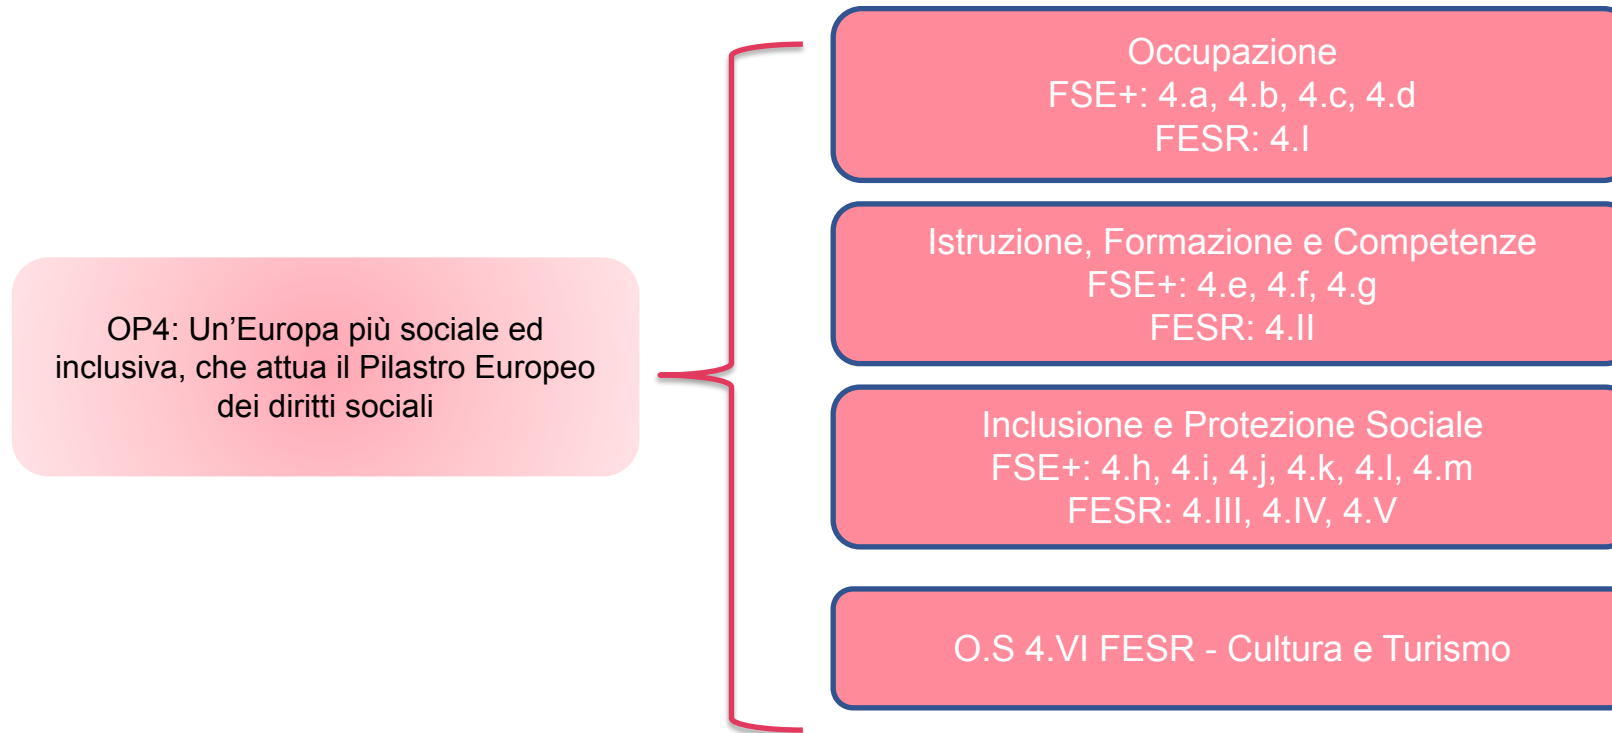 OP4: Un’Europa più sociale ed
inclusiva, che attua il Pilastro Europeo
dei diritti sociali
Occupazione
FSE+: 4.a, 4.b, 4.c, 4.d
FESR: 4.I
Istruzione, Formazione e Competenze
FSE+: 4.e, 4.f, 4.g
FESR: 4.II
Inclusione e Protezione Sociale
FSE+: 4.h, 4.i, 4.j, 4.k, 4.l, 4.m
FESR: 4.III, 4.IV, 4.V
O.S 4.VI FESR - Cultura e Turismo